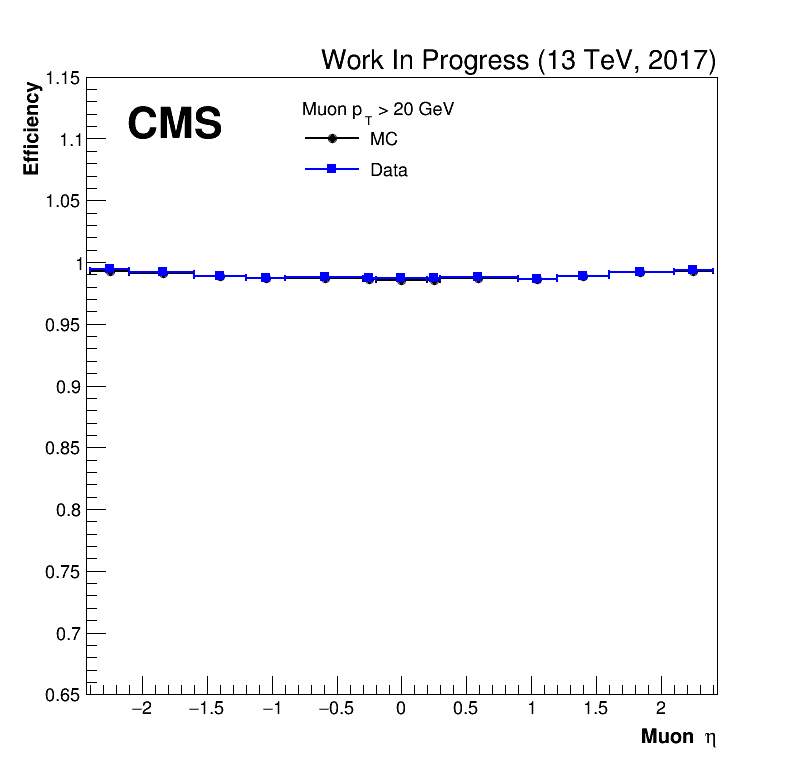 Work In Progress (13 TeV, 2017)
CMS
Muon p_T > 20 GeV
MC
Data
Efficiency
1.15
1.1
1.05
1
0.95
0.9
0.85
0.8
0.75
0.7
0.65
−2 −1.5 −1 −0.5 0 0.5 1 1.5 2
Muon η